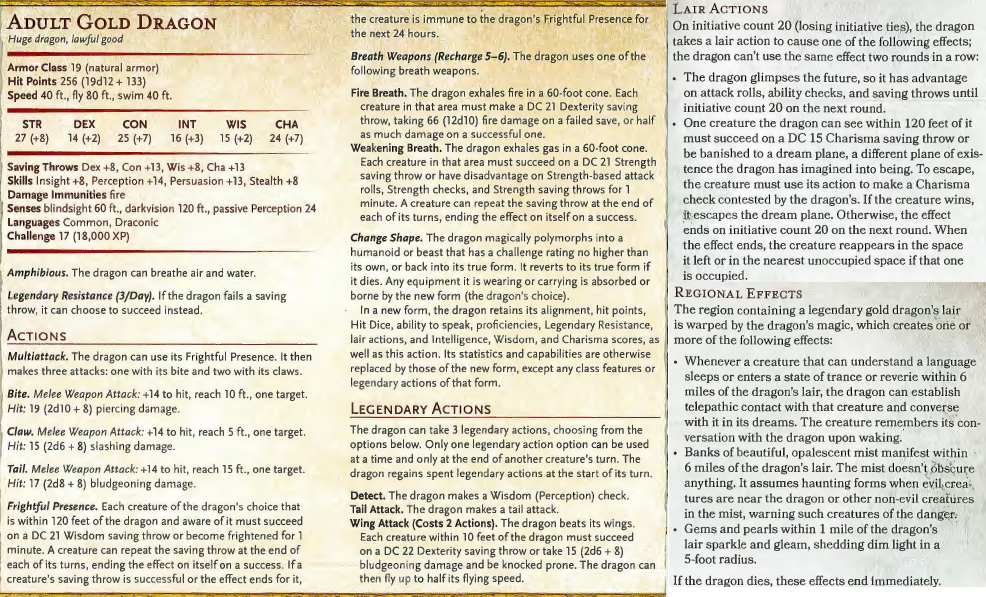 ADULT GOLD DRAGON
Huge dragon, lawful good
Armor Class 19 (natural armor)
Hit Points 256 (19d12 + 133)
Speed 40 ft., fly 80 ft., swim 40 ft.
STR DEX CON INT WIS CHA
27 (+8) 14 (+2) 25 (+7) 16 (+3) 15 (+2) 24 (+7)
Saving Throws Dex +8, Con +13, Wis +8, Cha +13
Skills Insight +8, Perception +14, Persuasion +13, Stealth +8
Damage Immunities fire
Senses blindsight 60 ft., darkvision 120 ft., passive Perception 24
Languages Common, Draconic
Challenge 17 (18,000 XP)
Amphibious. The dragon can breathe air and water.
Legendary Resistance (3/Day). If the dragon fails a saving
throw, it can choose to succeed instead.
ACTIONS
Multiattack. The dragon can use its Frightful Presence. It then
makes three attacks: one with its bite and two with its claws.
Bite. Melee Weapon Attack: +14 to hit, reach 10 ft., one target.
Hit: 19 (2d10 + 8) piercing damage.
Claw. Melee Weapon Attack: +14 to hit, reach 5 ft., one target.
Hit: 15 (2d6 + 8) slashing damage.
Tail. Melee Weapon Attack: +14 to hit, reach 15 ft., one target.
Hit: 17 (2d8 + 8) bludgeoning damage.
Frightful Presence. Each creature of the dragon's choice that
is within 120 feet of the dragon and aware of it must succeed
on a DC 21 Wisdom saving throw or become frightened for 1
minute. A creature can repeat the saving throw at the end of
each of its turns, ending the effect on itself on a success. If a
creature's saving throw is successful or the effect ends for it,
the creature is immune to the dragon's Frightful Presence for
the next 24 hours.
Breath Weapons (Recharge 5–6). The dragon uses one of the
following breath weapons.
Fire Breath. The dragon exhales fire in a 60-foot cone. Each
creature in that area must make a DC 21 Dexterity saving
throw, taking 66 (12d10) fire damage on a failed save, or half
as much damage on a successful one.
Weakening Breath. The dragon exhales gas in a 60-foot cone.
Each creature in that area must succeed on a DC 21 Strength
saving throw or have disadvantage on Strength-based attack
rolls, Strength checks, and Strength saving throws for 1
minute. A creature can repeat the saving throw at the end of
each of its turns, ending the effect on itself on a success.
Change Shape. The dragon magically polymorphs into a
humanoid or beast that has a challenge rating no higher than
its own, or back into its true form. It reverts to its true form if
it dies. Any equipment it is wearing or carrying is absorbed or
borne by the new form (the dragon's choice).
In a new form, the dragon retains its alignment, hit points,
Hit Dice, ability to speak, proficiencies, Legendary Resistance,
lair actions, and Intelligence, Wisdom, and Charisma scores, as
well as this action. Its statistics and capabilities are otherwise
replaced by those of the new form, except any class features or
legendary actions of that form.
LEGENDARY ACTIONS
The dragon can take 3 legendary actions, choosing from the
options below. Only one legendary action option can be used
at a time and only at the end of another creature's turn. The
dragon regains spent legendary actions at the start of its turn.
Detect. The dragon makes a Wisdom (Perception) check.
Tail Attack. The dragon makes a tail attack.
Wing Attack (Costs 2 Actions). The dragon beats its wings.
Each creature within 10 feet of the dragon must succeed
on a DC 22 Dexterity saving throw or take 15 (2d6 + 8)
bludgeoning damage and be knocked prone. The dragon can
then fly up to half its flying speed.
LAIR ACTIONS
On initiative count 20 (losing initiative ties), the dragon
takes a lair action to cause one of the following effects;
the dragon can't use the same effect two rounds in a row:
• The dragon glimpses the future, so it has advantage
on attack rolls, ability checks, and saving throws until
initiative count 20 on the next round.
• One creature the dragon can see within 120 feet of it
must succeed on a DC 15 Charisma saving throw or
be banished to a dream plane, a different plane of exis-
tence the dragon has imagined into being. To escape,
the creature must use its action to make a Charisma
check contested by the dragon's. If the creature wins,
it escapes the dream plane. Otherwise, the effect
ends on initiative count 20 on the next round. When
the effect ends, the creature reappears in the space
it left or in the nearest unoccupied space if that one
is occupied.
REGIONAL EFFECTS
The region containing a legendary gold dragon's lair
is warped by the dragon's magic, which creates one or
more of the following effects:
• Whenever a creature that can understand a language
sleeps or enters a state of trance or reverie within 6
miles of the dragon's lair, the dragon can establish
telepathic contact with that creature and converse
with it in its dreams. The creature remembers its con-
versation with the dragon upon waking.
• Banks of beautiful, opalescent mist manifest within
6 miles of the dragon's lair. The mist doesn't obscure
anything. It assumes haunting forms when evil crea-
tures are near the dragon or other non-evil creatures
in the mist, warning such creatures of the danger.
• Gems and pearls within 1 mile of the dragon's
lair sparkle and gleam, shedding dim light in a
5-foot radius.
If the dragon dies, these effects end immediately.